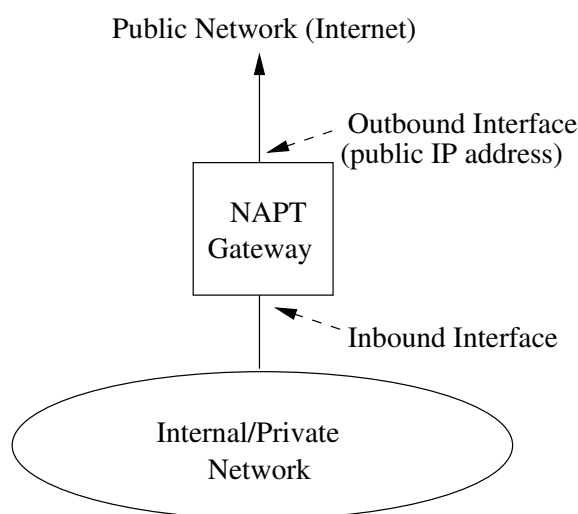 Public Network (Internet)
Outbound Interface
(public IP address)
NAPT
Gateway
Inbound Interface
Internal/Private
Network